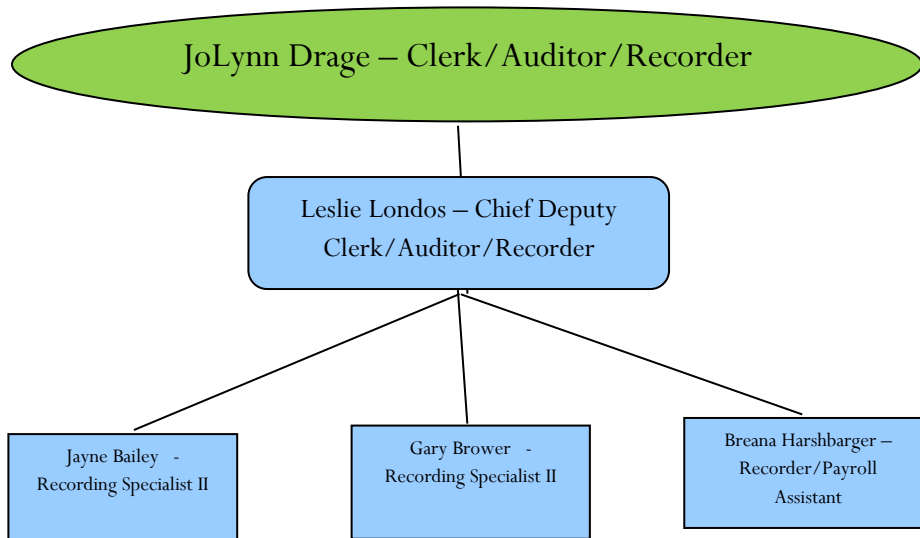 JoLynn Drage – Clerk/Auditor/Recorder
Leslie Londos – Chief Deputy
Clerk/Auditor/Recorder
Jayne Bailey -
Recording Specialist II
Gary Brower -
Recording Specialist II
Breana Harshbarger –
Recorder/Payroll
Assistant